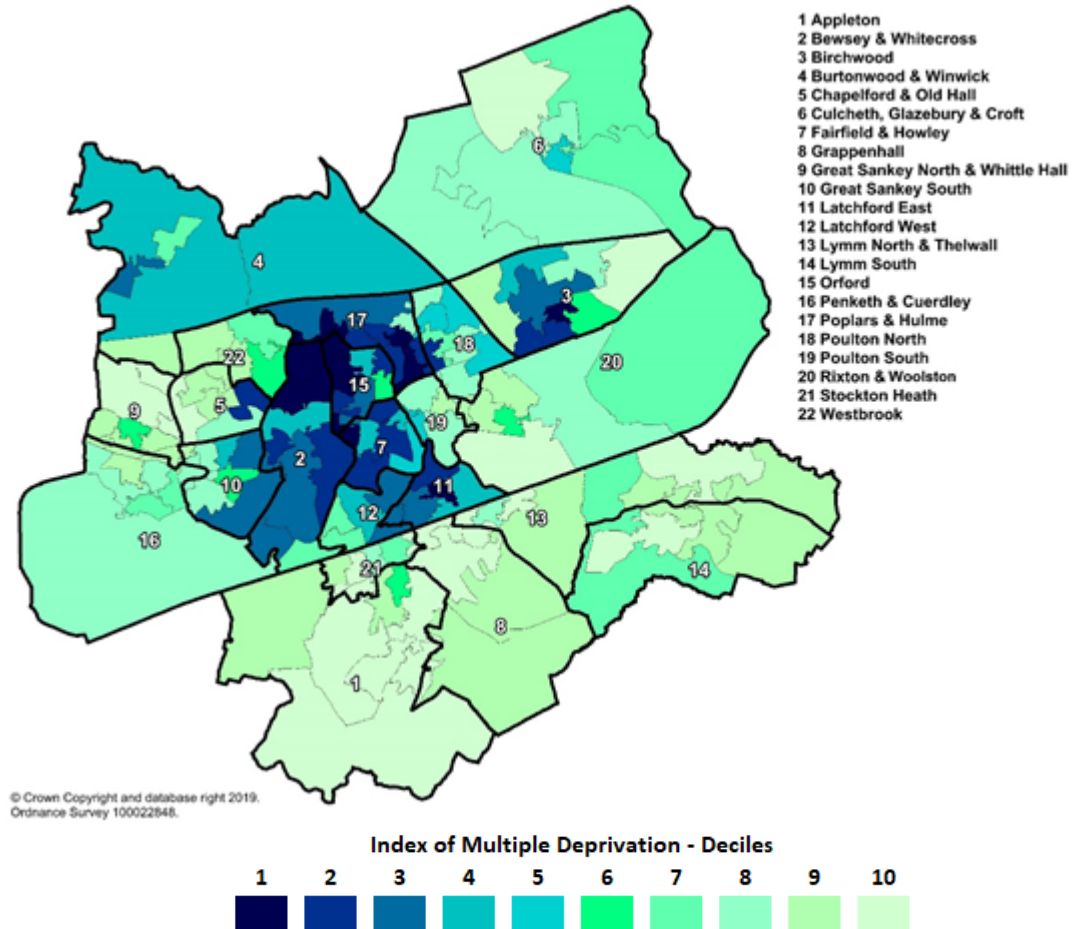 1 Appleton
2 Bewsey & Whitecross
3 Birchwood
4 Burtonwood & Winwick
5 Chapelford & Old Hall
6 Culcheth, Glazebury & Croft
7 Fairfield & Howley
8 Grappenhall
9 Great Sankey North & Whittle Hall
10 Great Sankey South
11 Latchford East
12 Latchford West
13 Lymm North & Thelwall
14 Lymm South
15 Orford
16 Penketh & Cuerdley
17 Poplars & Hulme
18 Poulton North
19 Poulton South
20 Rixton & Woolston
21 Stockton Heath
22 Westbrook
6
4
3
17
18
22
20
15
5
9
19
7
2
10
11
12
13
16
21
14
8
1
© Crown Copyright and database right 2019.
Ordnance Survey 100022848.
Index of Multiple Deprivation - Deciles
1 2 3 4 5 6 7 8 9 10